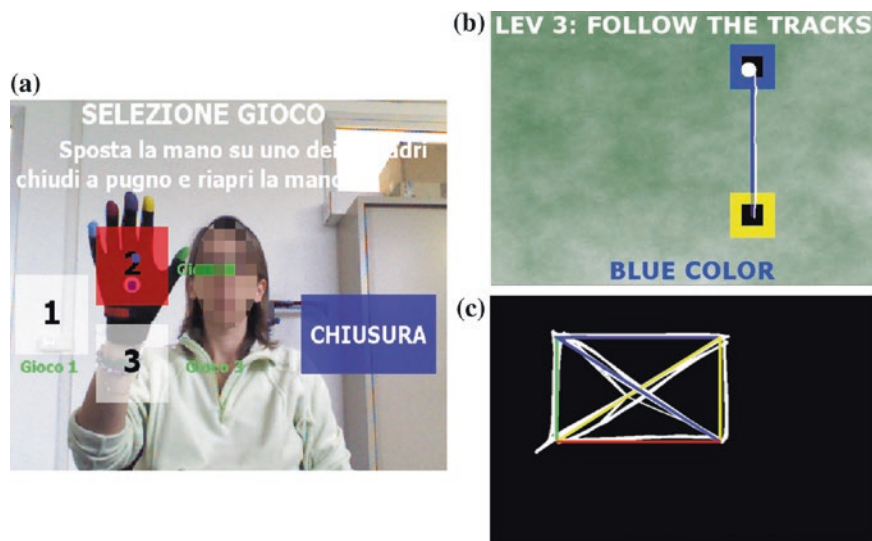 (a)
SELEZIONE GIOCO
Sposta la mano su uno dei
chiudi a pugno e riapri la mano
2
1
3
CHIUSURA
Gioco 1
Gioco 3
(b)
LEV 3: FOLLOW THE TRACKS
BLUE COLOR
(c)